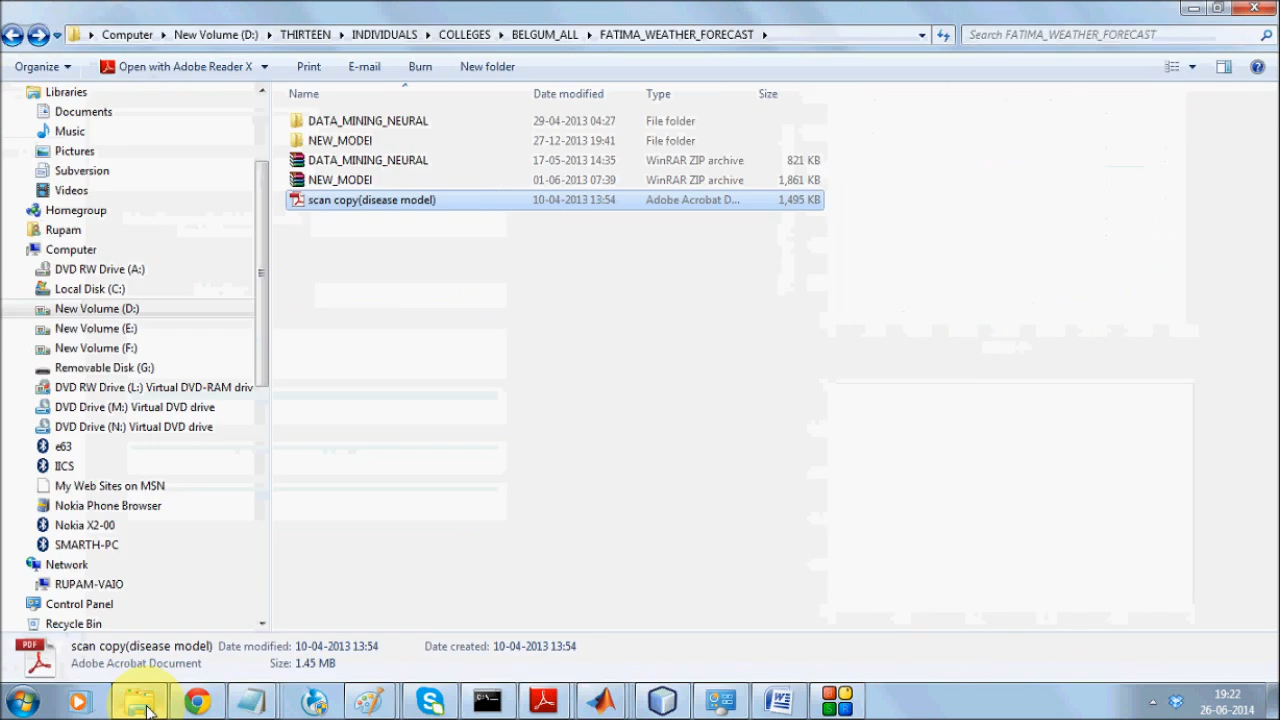 Computer New Volume (D:) THIRTEEN INDIVIDUALS COLLEGES BELGUM_ALL FATIMA_WEATHER_FORECAST Search FATIMA_WEATHER_FORECAST
Organize Open with Adobe Reader X Print E-mail Burn New folder
Name Date modified Type Size
DATA_MINING_NEURAL 29-04-2013 04:27 File folder
NEW_MODEl 27-12-2013 19:41 File folder
DATA_MINING_NEURAL 17-05-2013 14:35 WinRAR ZIP archive 821 KB
NEW_MODEl 01-06-2013 07:39 WinRAR ZIP archive 1,861 KB
scan copy(disease model) 10-04-2013 13:54 Adobe Acrobat D... 1,495 KB
Libraries
Documents
Music
Pictures
Subversion
Videos
Homegroup
Rupam
Computer
DVD RW Drive (A:)
Local Disk (C:)
New Volume (D:)
New Volume (E:)
New Volume (F:)
Removable Disk (G:)
DVD RW Drive (L:) Virtual DVD-RAM driv
DVD Drive (M:) Virtual DVD drive
DVD Drive (N:) Virtual DVD drive
e63
IICS
My Web Sites on MSN
Nokia Phone Browser
Nokia X2-00
SMARTH-PC
Network
RUPAM-VAIO
Control Panel
Recycle Bin
PDF
scan copy(disease model) Date modified: 10-04-2013 13:54 Date created: 10-04-2013 13:54
Adobe Acrobat Document Size: 1.45 MB
19:22
26-06-2014